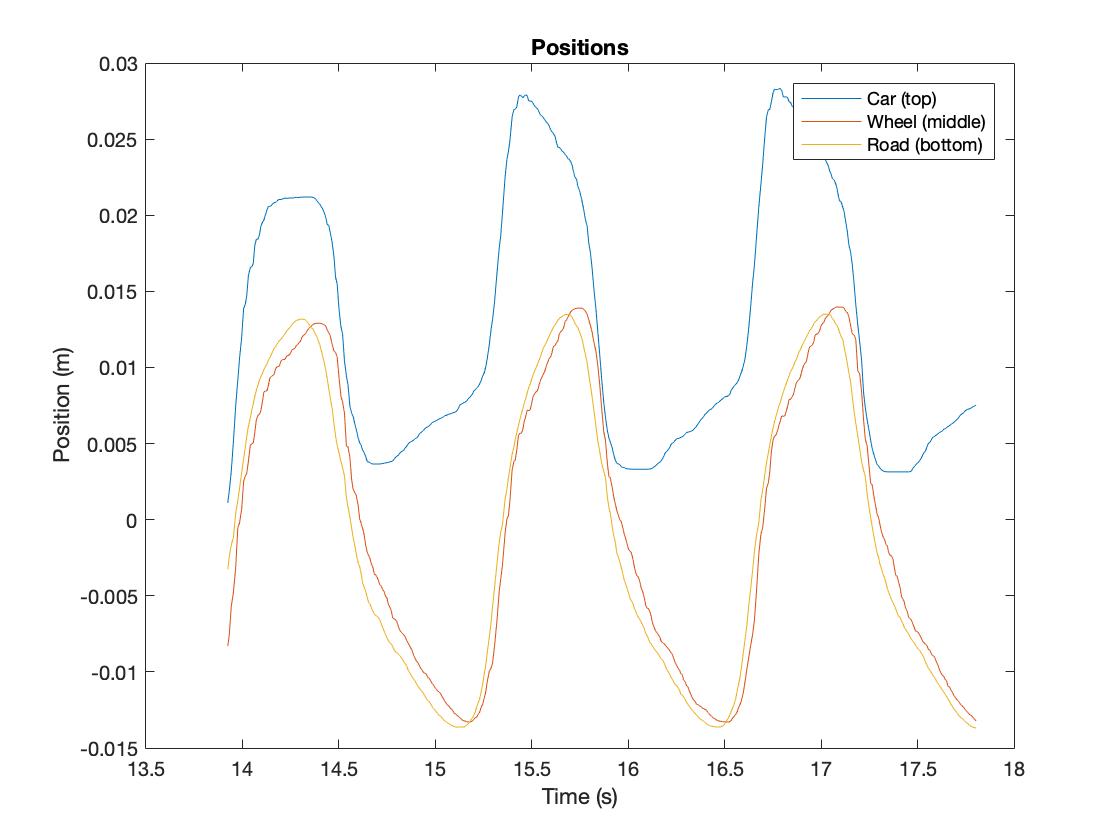 Positions
0.03
0.025
0.02
0.015
0.01
0.005
0
-0.005
-0.01
-0.015
Position (m)
Car (top)
Wheel (middle)
Road (bottom)
13.5 14 14.5 15 15.5 16 16.5 17 17.5 18
Time (s)